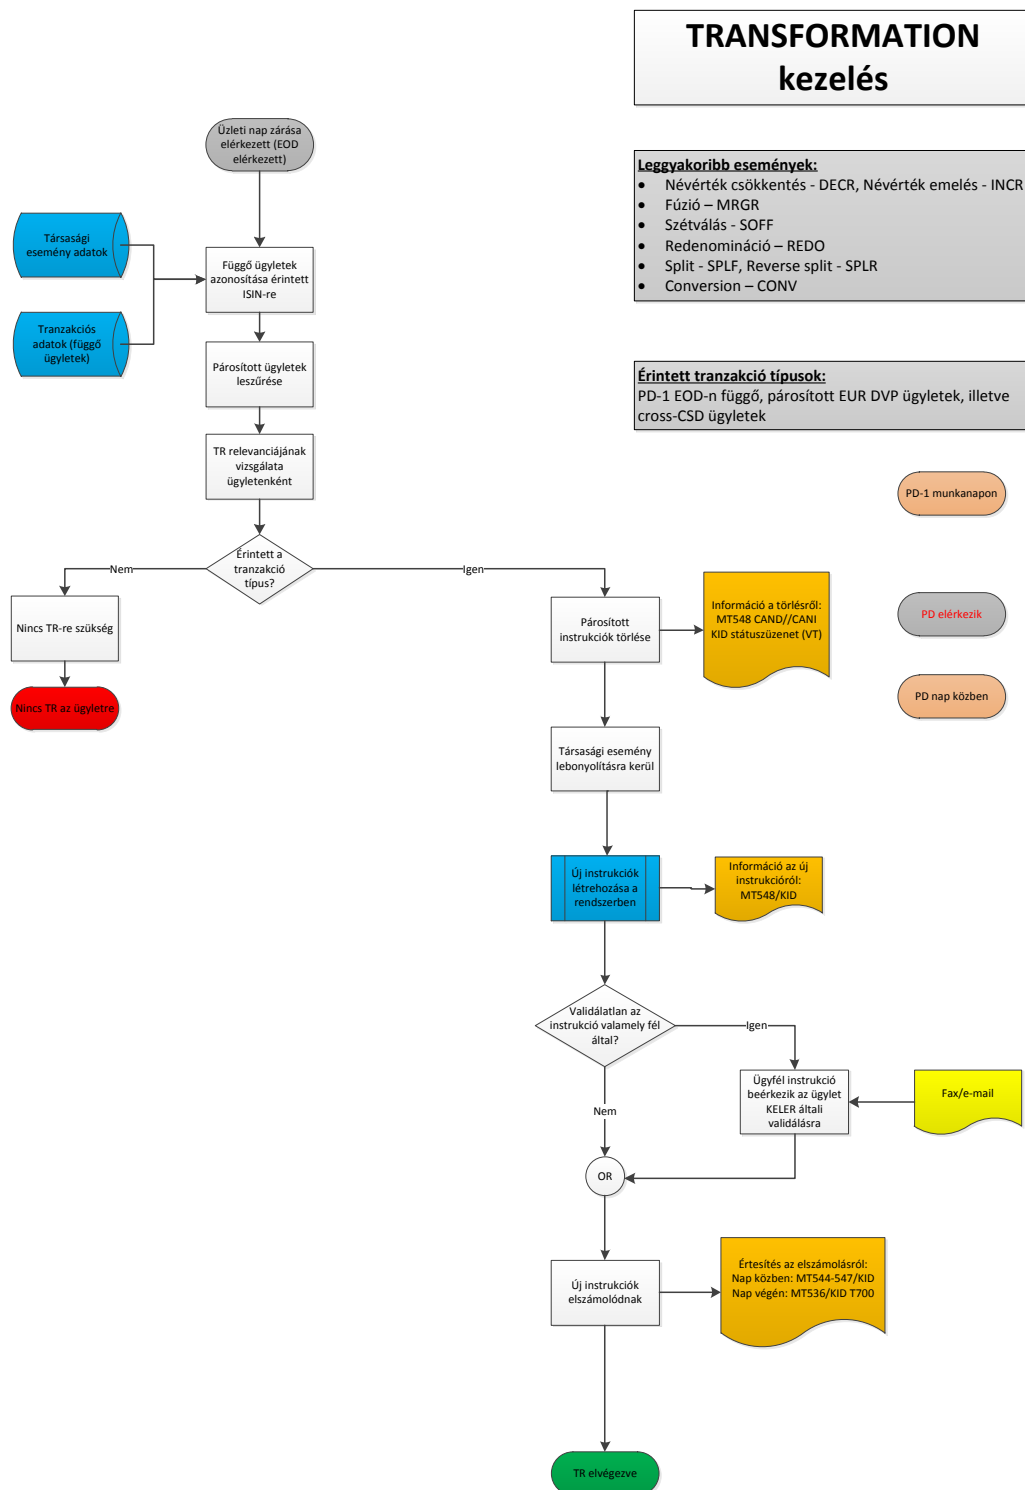 TRANSFORMATION
kezelés
Üzleti nap zárása
elérkezett (EOD
elérkezett)
Leggyakoribb események:
• Névérték csökkentés - DECR, Névérték emelés - INCR
• Fúzió – MRGR
• Szétválás - SOFF
• Redenomináció – REDO
• Split - SPLF, Reverse split - SPLR
• Conversion – CONV
Társasági
esemény adatok
Függő ügyletek
azonosítása érintett
ISIN-re
Tranzakciós
adatok (függő
ügyletek)
Párosított ügyletek
leszűrése
Érintett tranzakció típusok:
PD-1 EOD-n függő, párosított EUR DVP ügyletek, illetve
cross-CSD ügyletek
TR relevanciájának
vizsgálata
ügyletenként
PD-1 munkanapon
Érintett a
tranzakció
típus?
Nem
Igen
Nincs TR-re szükség
Párosított
instrukciók törlése
Információ a törlésről:
MT548 CAND//CANI
KID státuszüzenet (VT)
PD elérkezik
Nincs TR az ügyletre
PD nap közben
Társasági esemény
lebonyolításra kerül
Új instrukciók
létrehozása a
rendszerben
Információ az új
instrukcióról:
MT548/KID
Validálatlan az
instrukció valamely fél
által?
Igen
Nem
Ügyfél instrukció
beérkezik az ügylet
KELER általi
validálásra
Fax/e-mail
OR
Új instrukciók
elszámolódnak
Értesítés az elszámolásról:
Nap közben: MT544-547/KID
Nap végén: MT536/KID T700
TR elvégezve